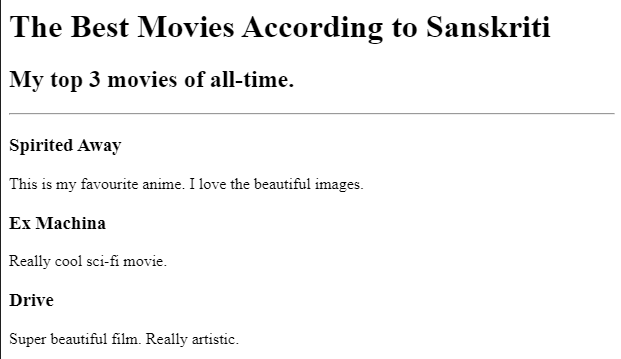 The Best Movies According to Sanskriti
My top 3 movies of all-time.
Spirited Away
This is my favourite anime. I love the beautiful images.
Ex Machina
Really cool sci-fi movie.
Drive
Super beautiful film. Really artistic.